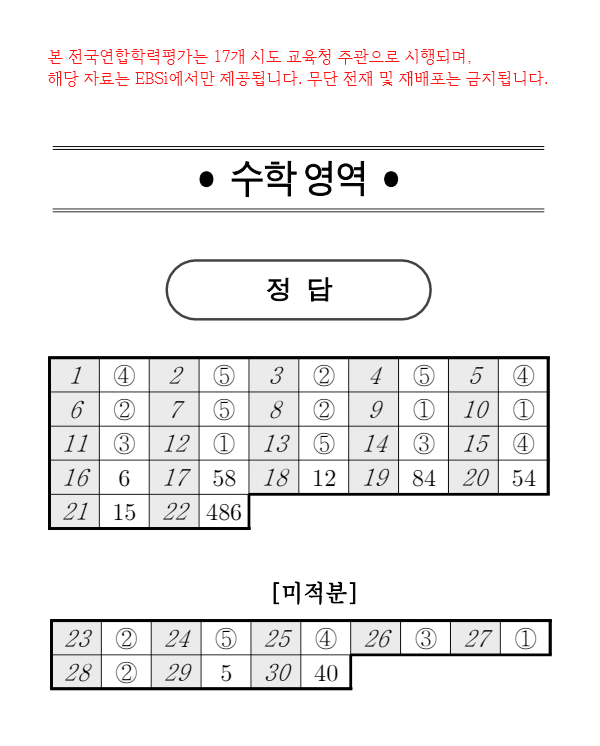 본 전국연합학력평가는 17개 시도 교육청 주관으로 시행되며,
해당 자료는 EBSi에서만 제공됩니다. 무단 전재 및 재배포는 금지됩니다.
● 수학 영역 ●
정 답
1 ④ 2 ⑤ 3 ② 4 ⑤ 5 ④
6 ② 7 ⑤ 8 ② 9 ① 10 ①
11 ③ 12 ① 13 ⑤ 14 ③ 15 ④
16 6 17 58 18 12 19 84 20 54
21 15 22 486
[미적분]
23 ② 24 ⑤ 25 ④ 26 ③ 27 ①
28 ② 29 5 30 40